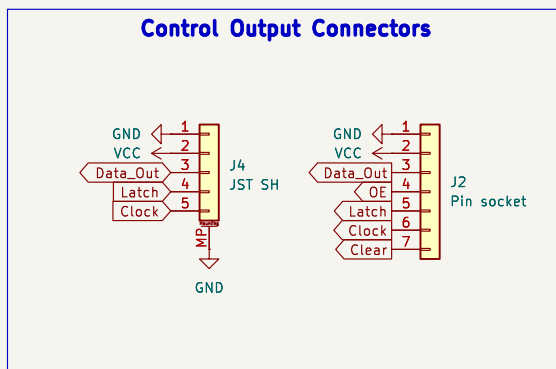 Control Output Connectors
GND 1
VCC 2
Data_Out 3
Latch 4
Clock 5
J4
JST SH
MP
GND
GND 1
VCC 2
Data_Out 3
OE 4
Latch 5
Clock 6
Clear 7
J2
Pin socket